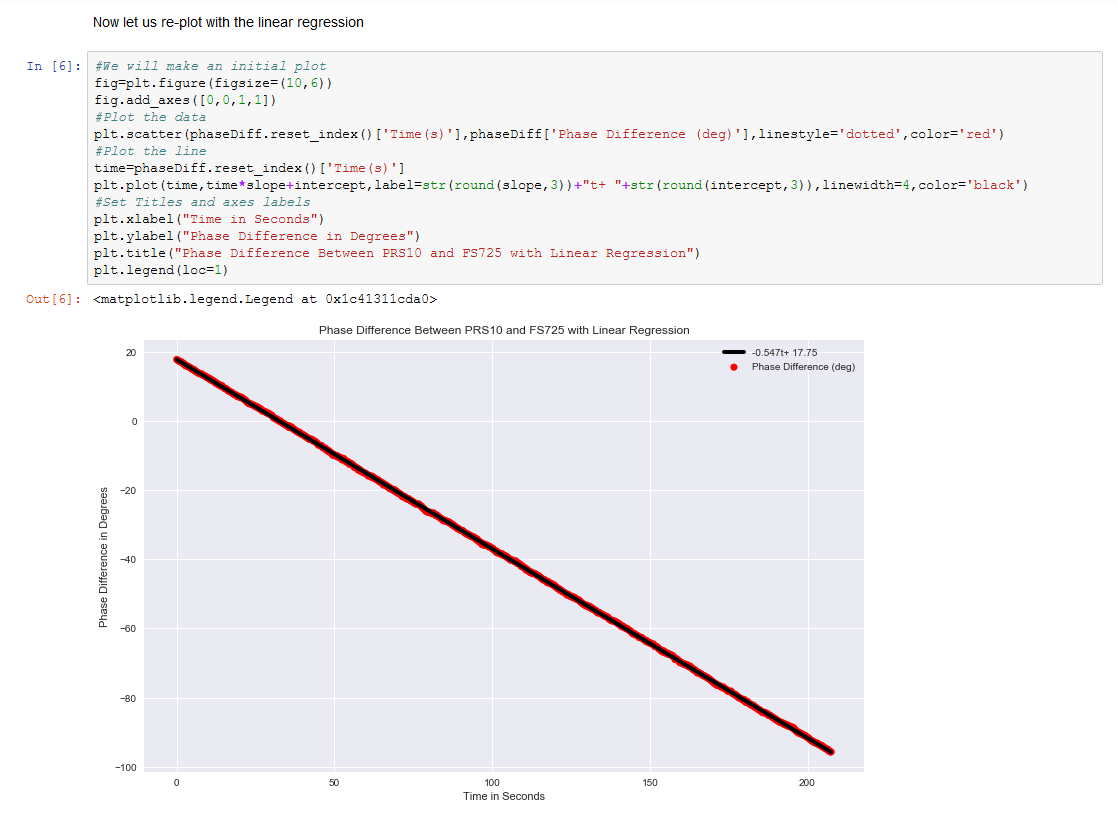 Now let us re-plot with the linear regression
In [6]: #We will make an initial plot
fig=plt.figure(figsize=(10,6))
fig.add_axes([0,0,1,1])
#Plot the data
plt.scatter(phaseDiff.reset_index()['Time(s)'],phaseDiff['Phase Difference (deg)'],linestyle='dotted',color='red')
#Plot the line
time=phaseDiff.reset_index()['Time(s)']
plt.plot(time,time*slope+intercept,label=str(round(slope,3))+"t+ "+str(round(intercept,3)),linewidth=4,color='black')
#Set Titles and axes labels
plt.xlabel("Time in Seconds")
plt.ylabel("Phase Difference in Degrees")
plt.title("Phase Difference Between PRS10 and FS725 with Linear Regression")
plt.legend(loc=1)
Out[6]: <matplotlib.legend.Legend at 0x1c41311cda0>
Phase Difference Between PRS10 and FS725 with Linear Regression
-0.547t+ 17.75
Phase Difference (deg)
20
0
−20
−40
−60
−80
−100
Phase Difference in Degrees
0 50 100 150 200
Time in Seconds